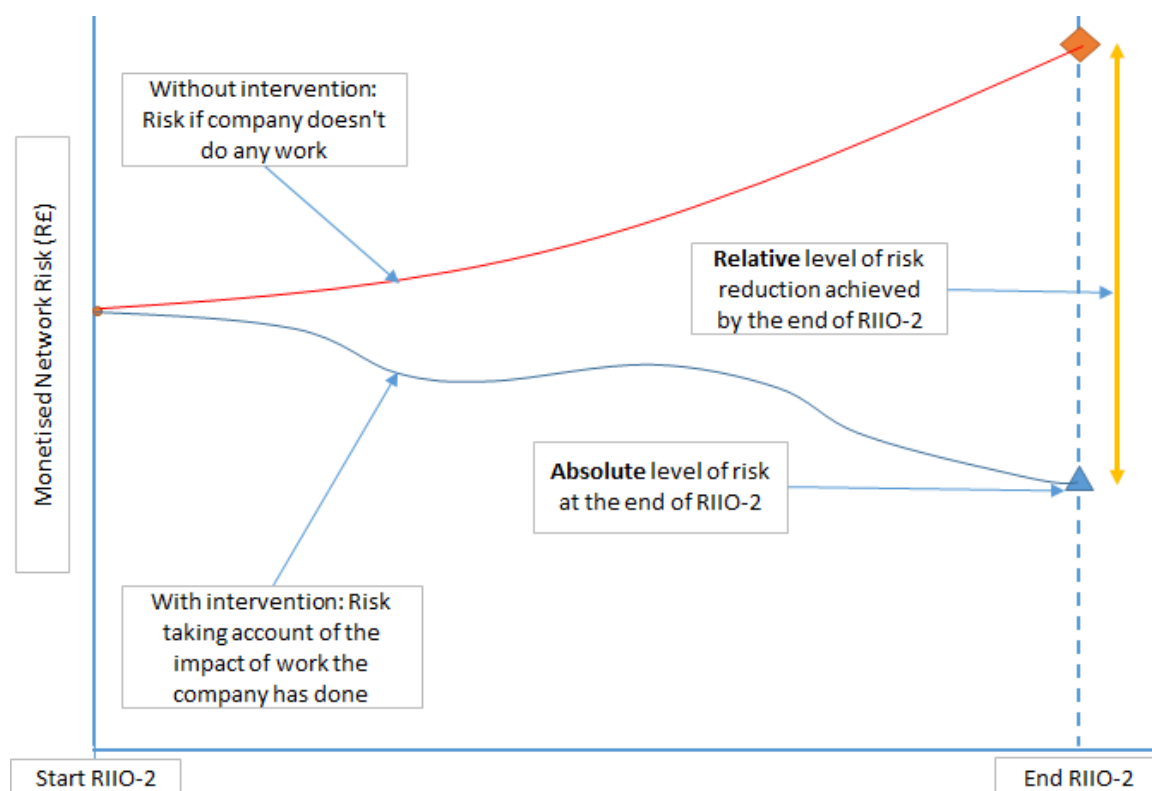 Without intervention:
Risk if company doesn't
do any work
Monetised Network Risk (R£)
Relative level of risk
reduction achieved
by the end of RIIO-2
Absolute level of risk
at the end of RIIO-2
With intervention: Risk
taking account of the
impact of work the
company has done
Start RIIO-2
End RIIO-2